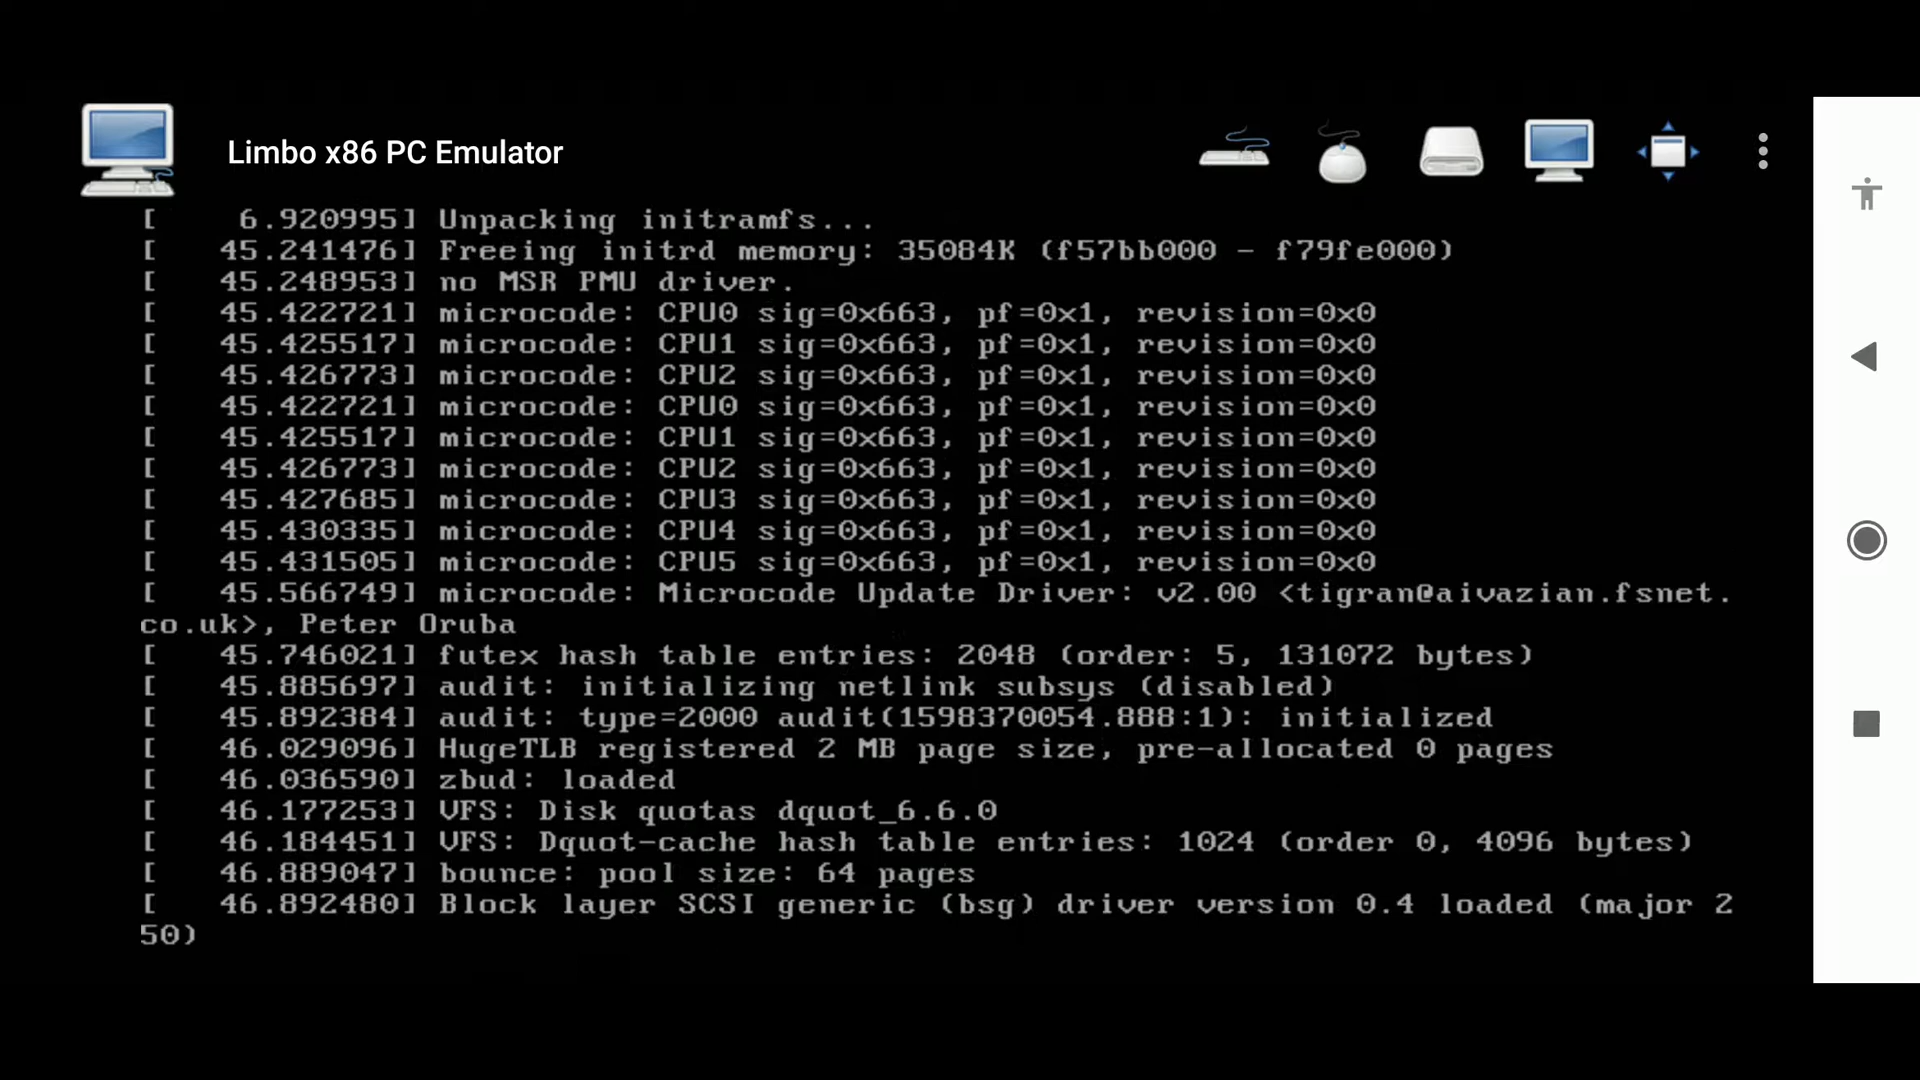 Limbo x86 PC Emulator
[    6.920995] Unpacking initramfs...
[   45.241476] Freeing initrd memory: 35084K (f57bb000 - f79fe000)
[   45.248953] no MSR PMU driver.
[   45.422721] microcode: CPU0 sig=0x663, pf=0x1, revision=0x0
[   45.425517] microcode: CPU1 sig=0x663, pf=0x1, revision=0x0
[   45.426773] microcode: CPU2 sig=0x663, pf=0x1, revision=0x0
[   45.422721] microcode: CPU0 sig=0x663, pf=0x1, revision=0x0
[   45.425517] microcode: CPU1 sig=0x663, pf=0x1, revision=0x0
[   45.426773] microcode: CPU2 sig=0x663, pf=0x1, revision=0x0
[   45.427685] microcode: CPU3 sig=0x663, pf=0x1, revision=0x0
[   45.430335] microcode: CPU4 sig=0x663, pf=0x1, revision=0x0
[   45.431505] microcode: CPU5 sig=0x663, pf=0x1, revision=0x0
[   45.566749] microcode: Microcode Update Driver: v2.00 <tigran@aivazian.fsnet.
co.uk>, Peter Oruba
[   45.746021] futex hash table entries: 2048 (order: 5, 131072 bytes)
[   45.885697] audit: initializing netlink subsys (disabled)
[   45.892384] audit: type=2000 audit(1598370054.888:1): initialized
[   46.029096] HugeTLB registered 2 MB page size, pre-allocated 0 pages
[   46.036590] zbud: loaded
[   46.177253] VFS: Disk quotas dquot_6.6.0
[   46.184451] VFS: Dquot-cache hash table entries: 1024 (order 0, 4096 bytes)
[   46.889047] bounce: pool size: 64 pages
[   46.892480] Block layer SCSI generic (bsg) driver version 0.4 loaded (major 2
50)